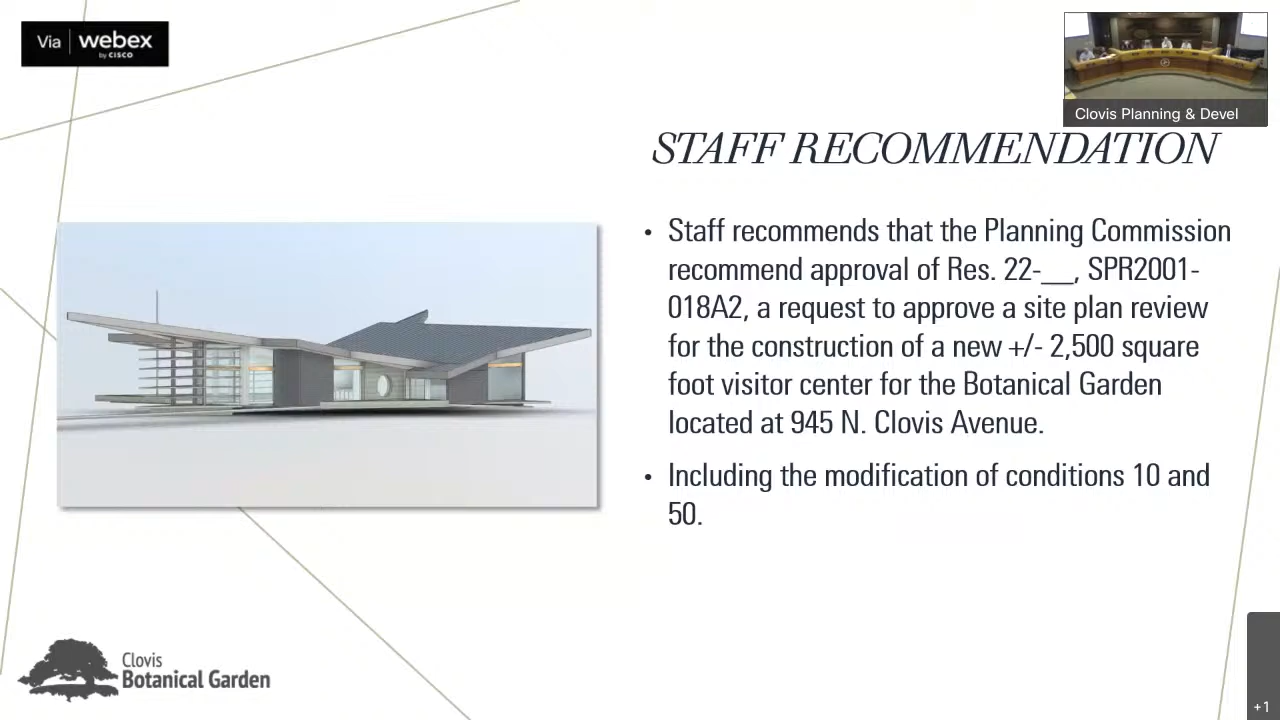 Via webex
by CISCO
Clovis Planning & Devel
STAFF RECOMMENDATION
• Staff recommends that the Planning Commission
recommend approval of Res. 22-__, SPR2001-
018A2, a request to approve a site plan review
for the construction of a new +/- 2,500 square
foot visitor center for the Botanical Garden
located at 945 N. Clovis Avenue.
• Including the modification of conditions 10 and
50.
Clovis
Botanical Garden
+1